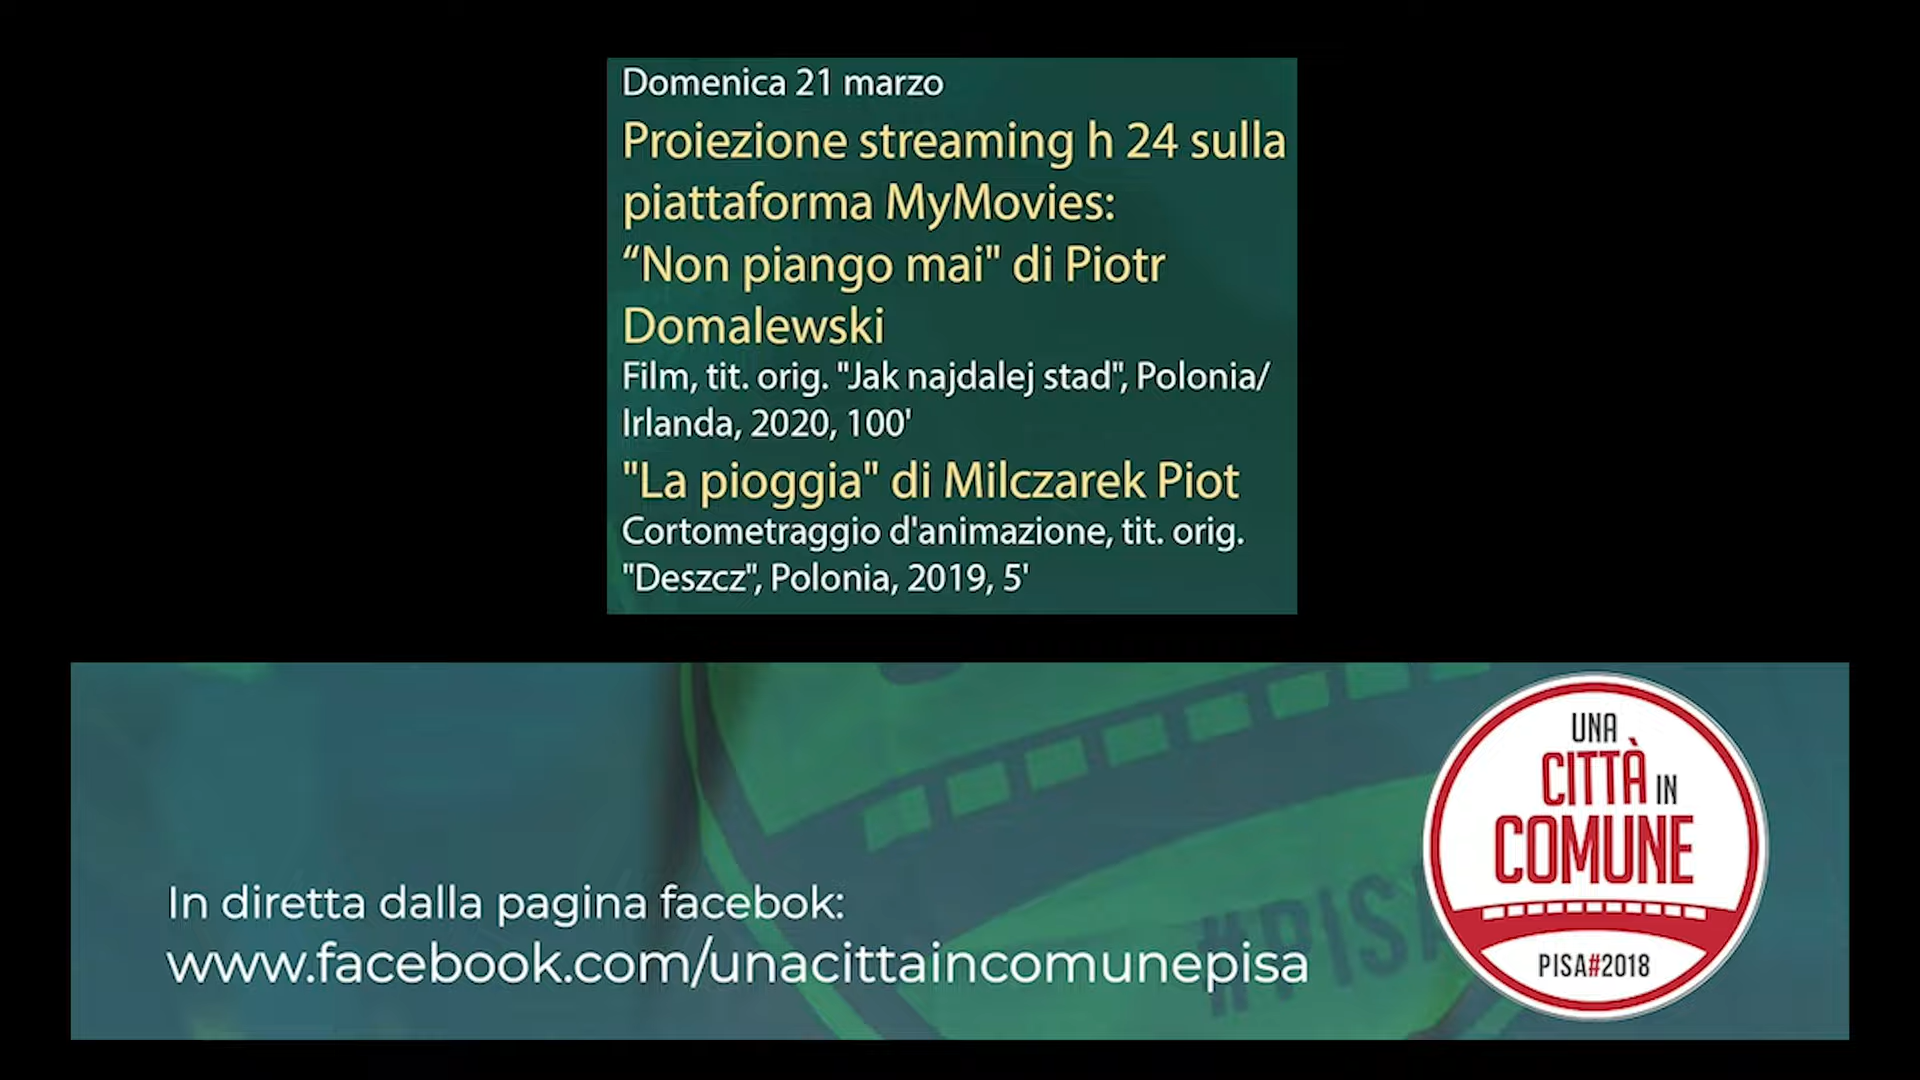 Domenica 21 marzo
Proiezione streaming h 24 sulla
piattaforma MyMovies:
“Non piango mai" di Piotr
Domalewski
Film, tit. orig. "Jak najdalej stad", Polonia/
Irlanda, 2020, 100'
"La pioggia" di Milczarek Piot
Cortometraggio d'animazione, tit. orig.
"Deszcz", Polonia, 2019, 5'
In diretta dalla pagina facebok:
www.facebook.com/unacittaincomunepisa
#PISA
UNA
CITTÀ IN
COMUNE
PISA#2018